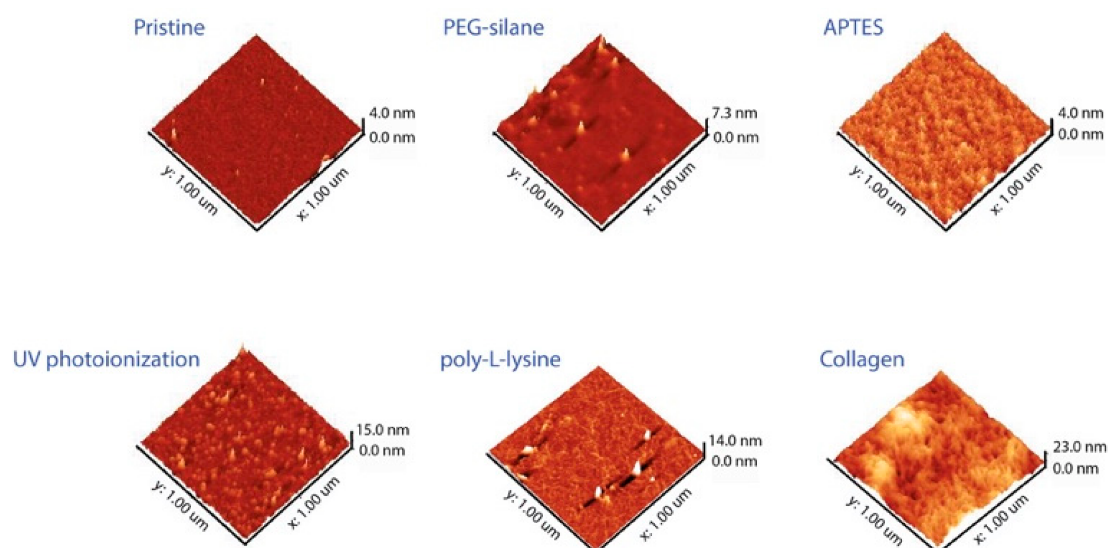 Pristine
4.0 nm
0.0 nm
y: 1.00 um
x: 1.00 um
PEG-silane
7.3 nm
0.0 nm
y: 1.00 um
x: 1.00 um
APTES
4.0 nm
0.0 nm
y: 1.00 um
x: 1.00 um
UV photoionization
15.0 nm
0.0 nm
y: 1.00 um
x: 1.00 um
poly-L-lysine
14.0 nm
0.0 nm
y: 1.00 um
x: 1.00 um
Collagen
23.0 nm
0.0 nm
y: 1.00 um
x: 1.00 um